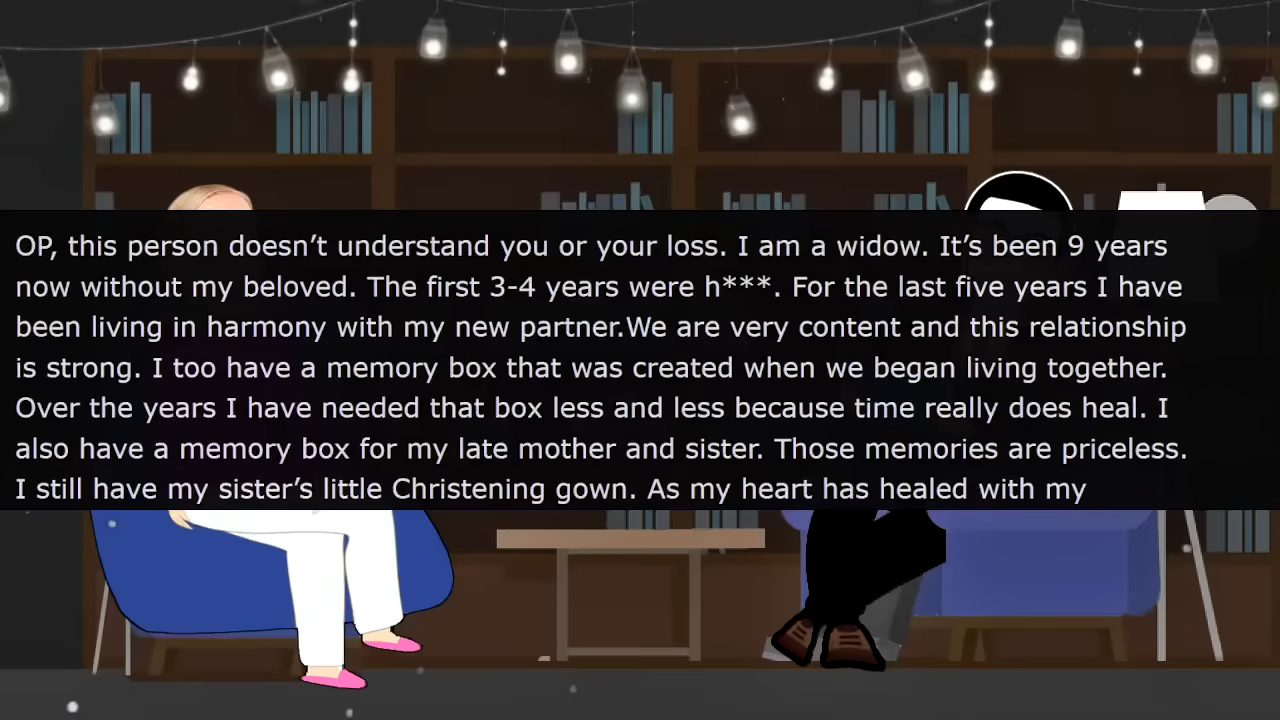 OP, this person doesn’t understand you or your loss. I am a widow. It’s been 9 years
now without my beloved. The first 3-4 years were h***. For the last five years I have
been living in harmony with my new partner.We are very content and this relationship
is strong. I too have a memory box that was created when we began living together.
Over the years I have needed that box less and less because time really does heal. I
also have a memory box for my late mother and sister. Those memories are priceless.
I still have my sister’s little Christening gown. As my heart has healed with my